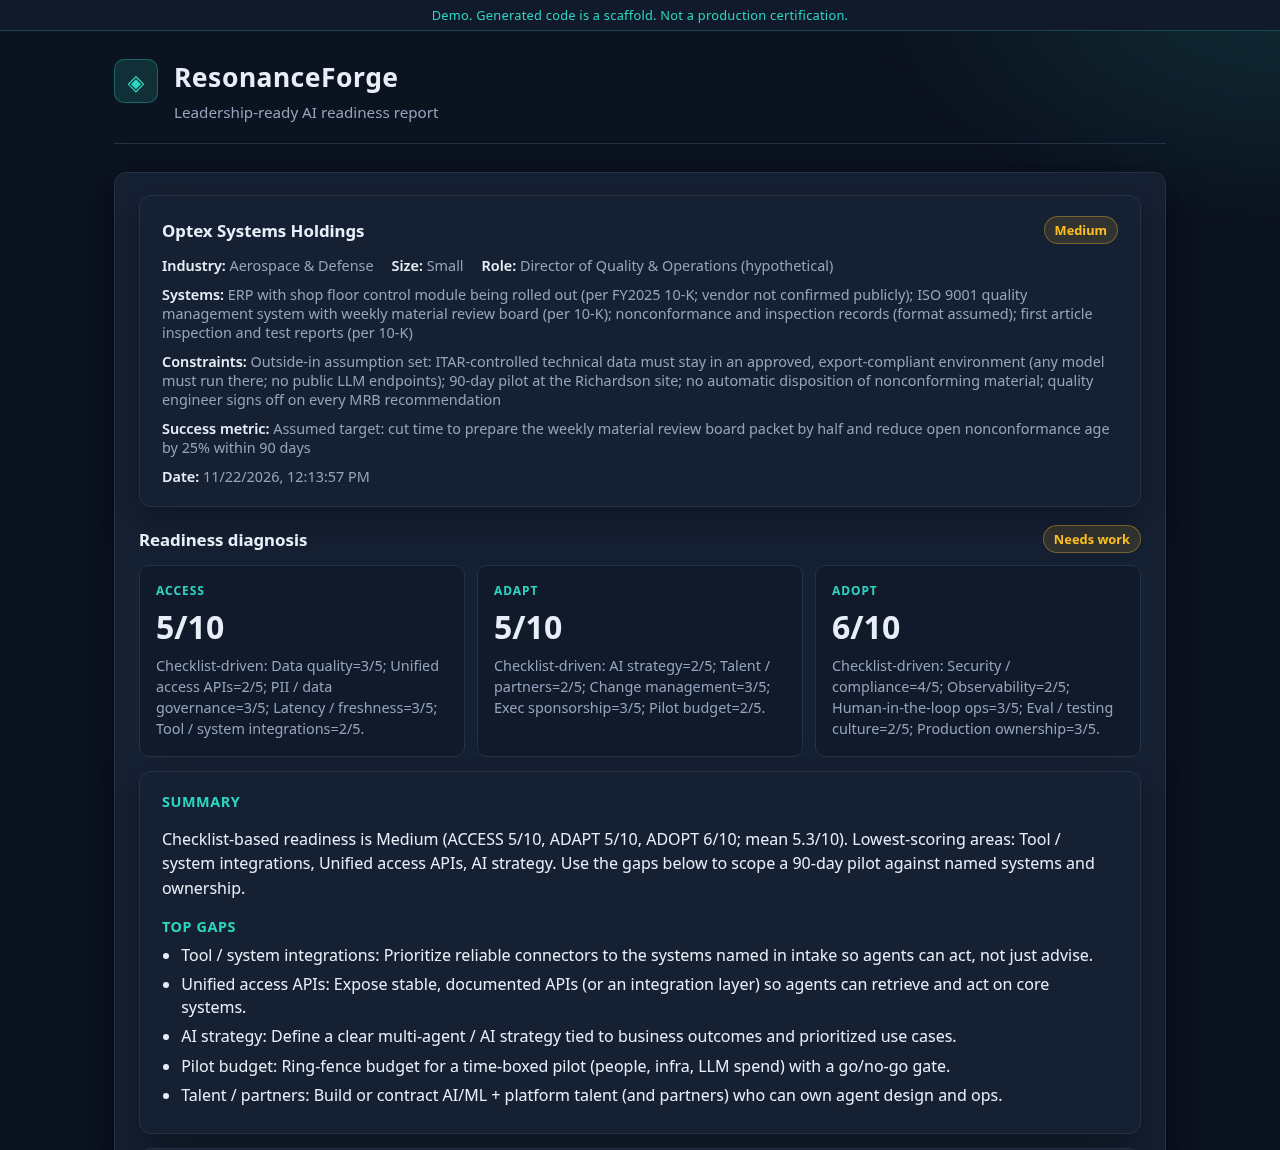 Demo. Generated code is a scaffold. Not a production certification.
ResonanceForge
Leadership-ready AI readiness report
Optex Systems Holdings
Medium
Industry: Aerospace & Defense Size: Small Role: Director of Quality & Operations (hypothetical)
Systems: ERP with shop floor control module being rolled out (per FY2025 10-K; vendor not confirmed publicly); ISO 9001 quality
management system with weekly material review board (per 10-K); nonconformance and inspection records (format assumed); first article
inspection and test reports (per 10-K)
Constraints: Outside-in assumption set: ITAR-controlled technical data must stay in an approved, export-compliant environment (any model
must run there; no public LLM endpoints); 90-day pilot at the Richardson site; no automatic disposition of nonconforming material; quality
engineer signs off on every MRB recommendation
Success metric: Assumed target: cut time to prepare the weekly material review board packet by half and reduce open nonconformance age
by 25% within 90 days
Date: 11/22/2026, 12:13:57 PM
Readiness diagnosis
Needs work
ACCESS
5/10
Checklist-driven: Data quality=3/5; Unified
access APIs=2/5; PII / data
governance=3/5; Latency / freshness=3/5;
Tool / system integrations=2/5.
ADAPT
5/10
Checklist-driven: AI strategy=2/5; Talent /
partners=2/5; Change management=3/5;
Exec sponsorship=3/5; Pilot budget=2/5.
ADOPT
6/10
Checklist-driven: Security /
compliance=4/5; Observability=2/5;
Human-in-the-loop ops=3/5; Eval / testing
culture=2/5; Production ownership=3/5.
SUMMARY
Checklist-based readiness is Medium (ACCESS 5/10, ADAPT 5/10, ADOPT 6/10; mean 5.3/10). Lowest-scoring areas: Tool /
system integrations, Unified access APIs, AI strategy. Use the gaps below to scope a 90-day pilot against named systems and
ownership.
TOP GAPS
• Tool / system integrations: Prioritize reliable connectors to the systems named in intake so agents can act, not just advise.
• Unified access APIs: Expose stable, documented APIs (or an integration layer) so agents can retrieve and act on core
systems.
• AI strategy: Define a clear multi-agent / AI strategy tied to business outcomes and prioritized use cases.
• Pilot budget: Ring-fence budget for a time-boxed pilot (people, infra, LLM spend) with a go/no-go gate.
• Talent / partners: Build or contract AI/ML + platform talent (and partners) who can own agent design and ops.